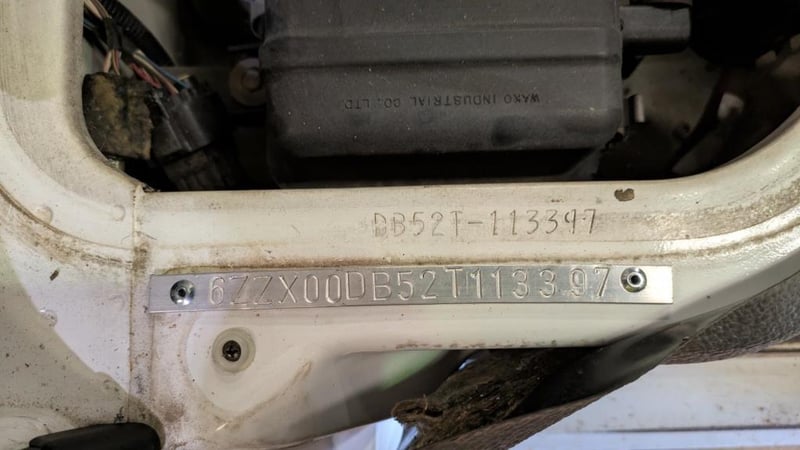 WAKO INDUSTRIAL CO., LTD
DB52T-113397
6ZZX00DB52T113397